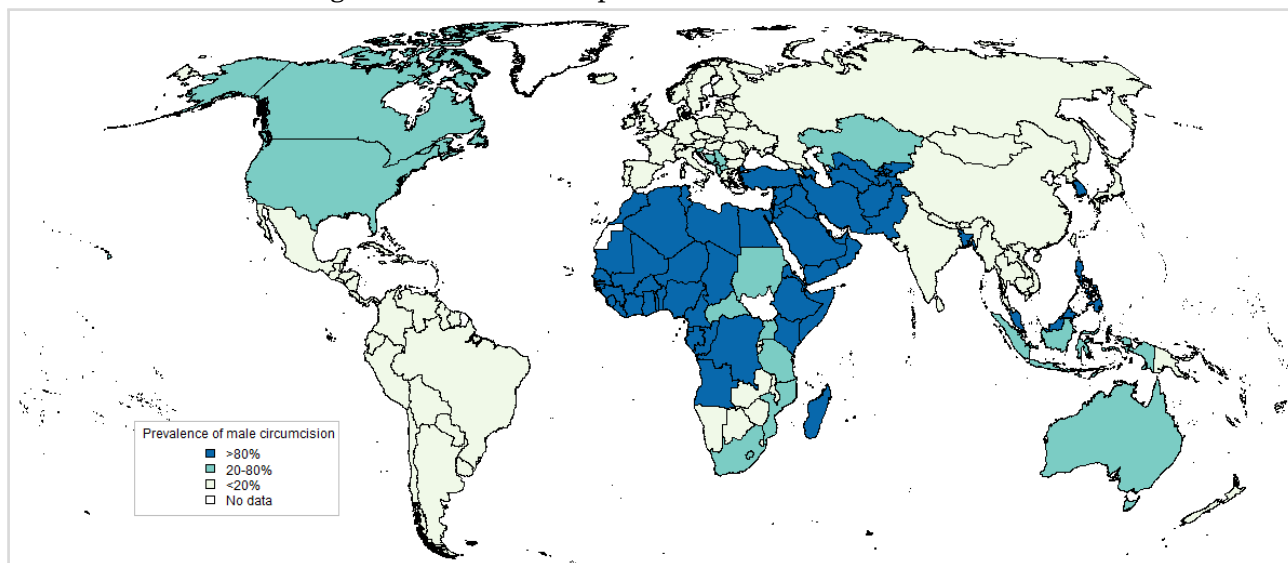 Prevalence of male circumcision
>80%
20-80%
<20%
No data